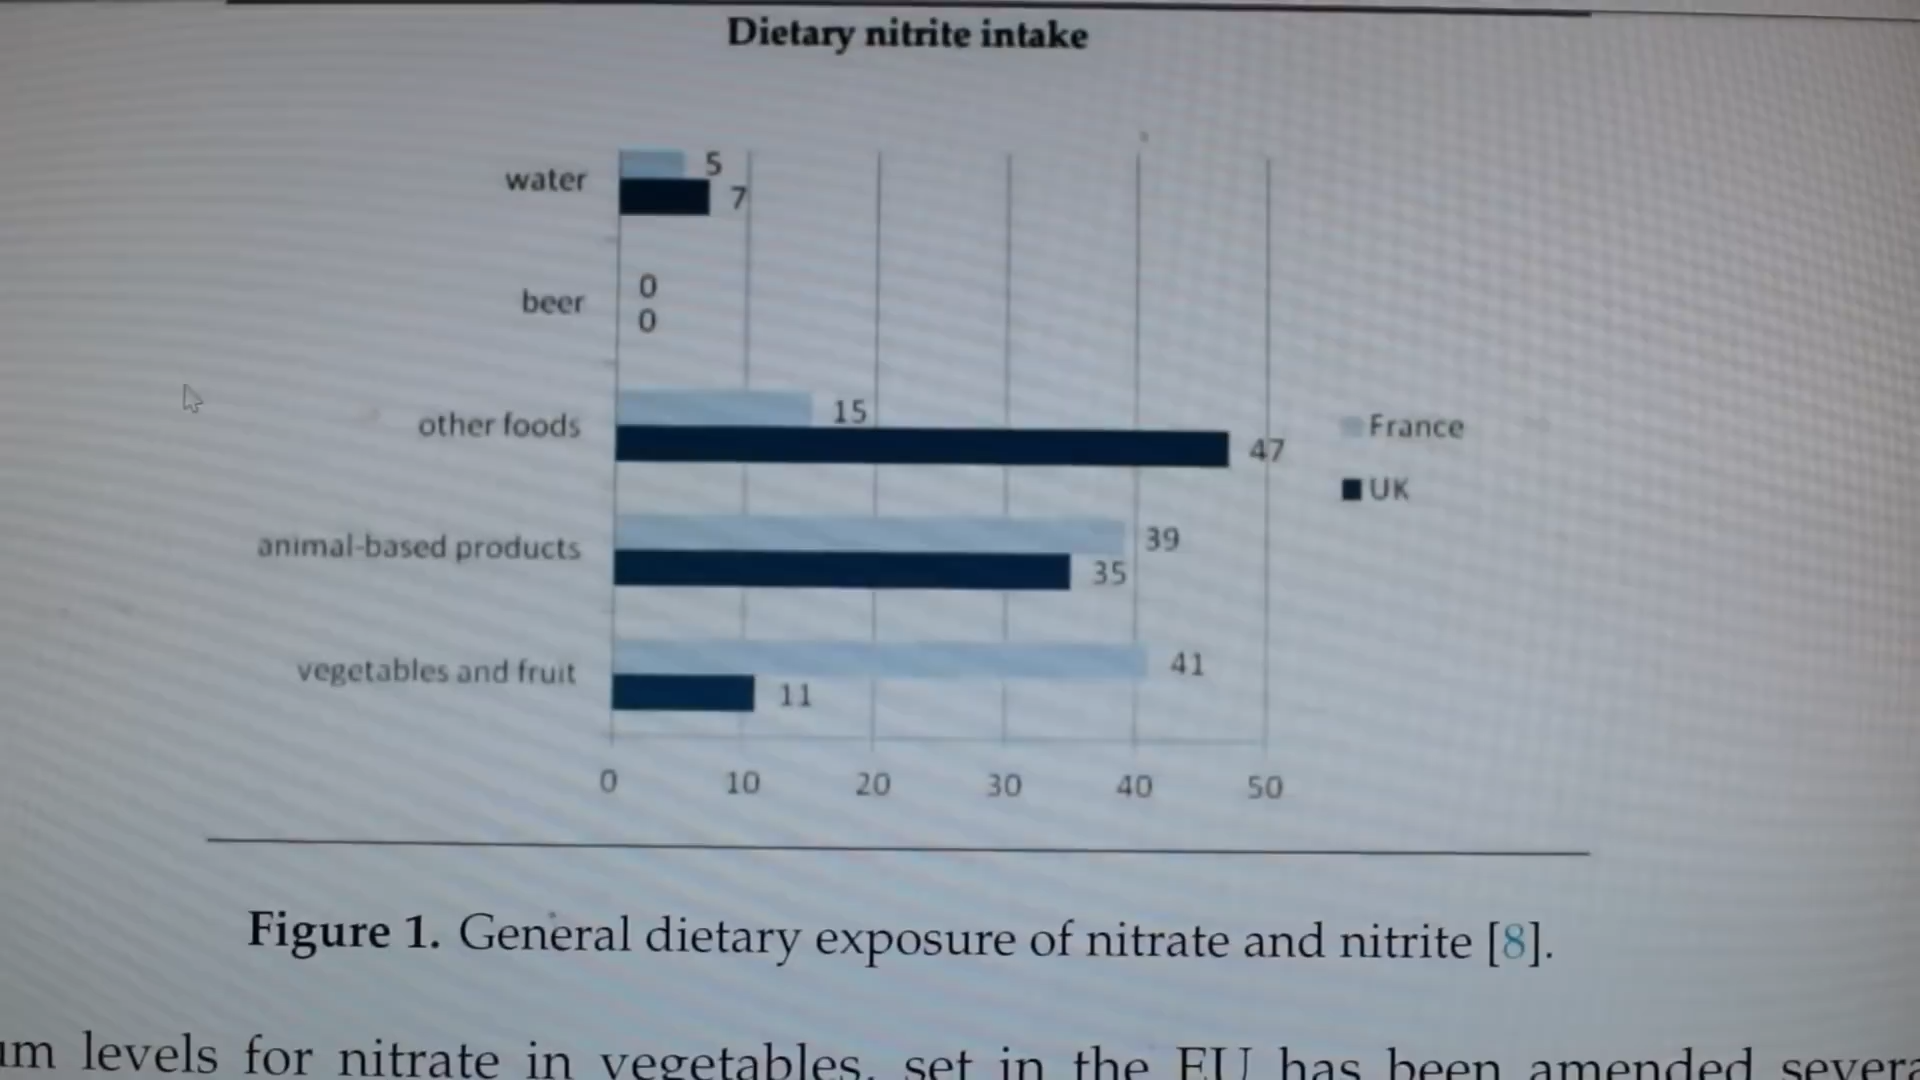 Dietary nitrite intake
water
5
7
beer
0
0
other foods
15
47
France
UK
animal-based products
39
35
vegetables and fruit
41
11
0 10 20 30 40 50
Figure 1. General dietary exposure of nitrate and nitrite [8].
levels for nitrate in vegetables, set in the EU has been amended